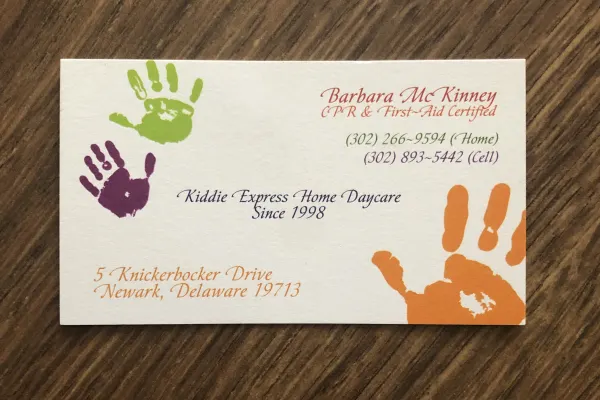 Barbara McKinney
CPR & First~Aid Certified
(302) 266~9594 (Home)
(302) 893~5442 (Cell)
Kiddie Express Home Daycare
Since 1998
5 Knickerbocker Drive
Newark, Delaware 19713